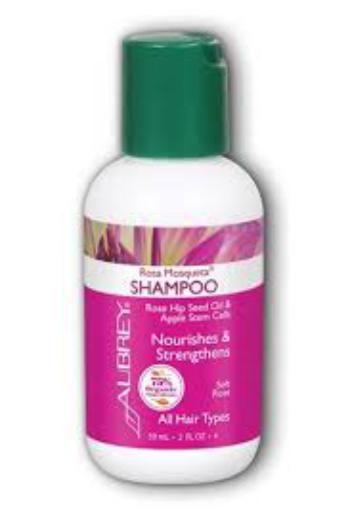 Rosa Mosqueta®
SHAMPOO
Rose Hip Seed Oil &
Apple Stem Cells
Nourishes &
Strengthens
Soft
Rose
All Hair Types
59 mL • 2 FL OZ •
AUBREY
Organic